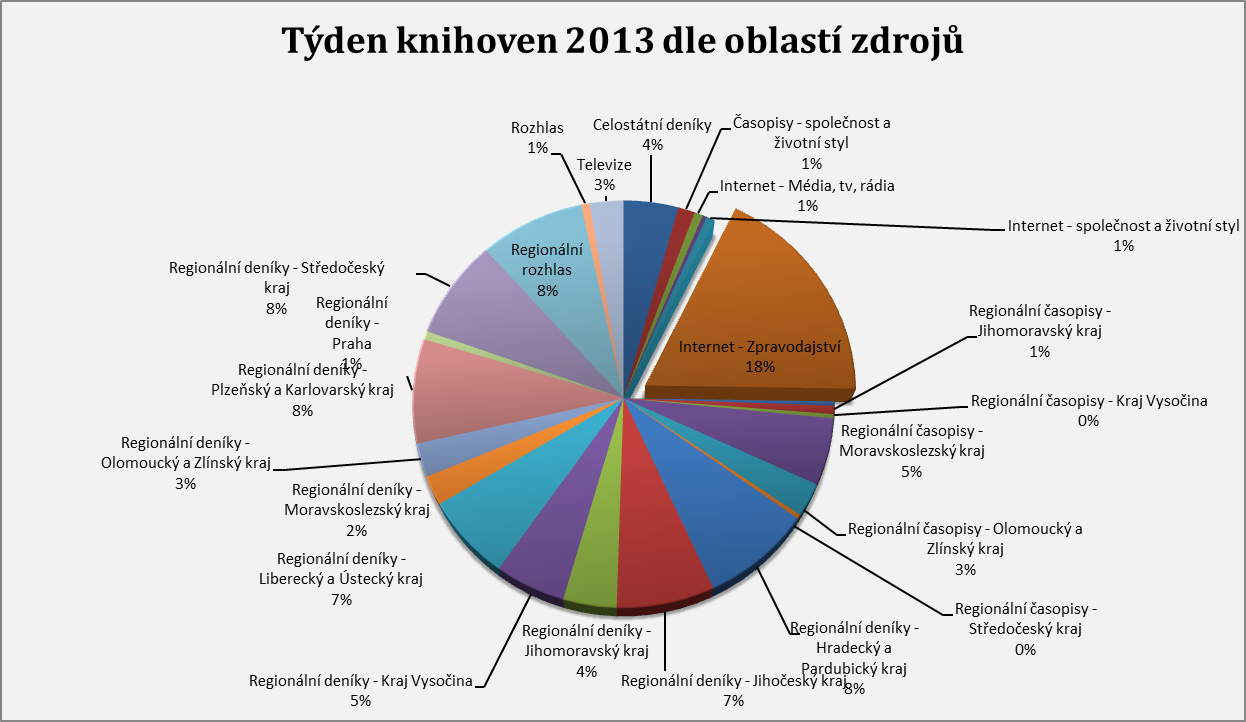 Týden knihoven 2013 dle oblastí zdrojů
Rozhlas
1%
Televize
3%
Celostátní deníky
4%
Časopisy - společnost a
životní styl
1%
Internet - Média, tv, rádia
1%
Internet - společnost a životní styl
1%
Internet - Zpravodajství
18%
Regionální časopisy -
Jihomoravský kraj
1%
Regionální časopisy - Kraj Vysočina
0%
Regionální časopisy -
Moravskoslezský kraj
5%
Regionální časopisy - Olomoucký a
Zlínský kraj
3%
Regionální časopisy -
Středočeský kraj
0%
Regionální deníky -
Hradecký a
Pardubický kraj
8%
Regionální deníky - Jihočeský kraj
7%
Regionální deníky -
Jihomoravský kraj
4%
Regionální deníky - Kraj Vysočina
5%
Regionální deníky -
Liberecký a Ústecký kraj
7%
Regionální deníky -
Moravskoslezský kraj
2%
Regionální deníky -
Olomoucký a Zlínský kraj
3%
Regionální deníky -
Plzeňský a Karlovarský kraj
8%
Regionální
deníky -
Praha
1%
Regionální deníky - Středočeský
kraj
8%
Regionální
rozhlas
8%